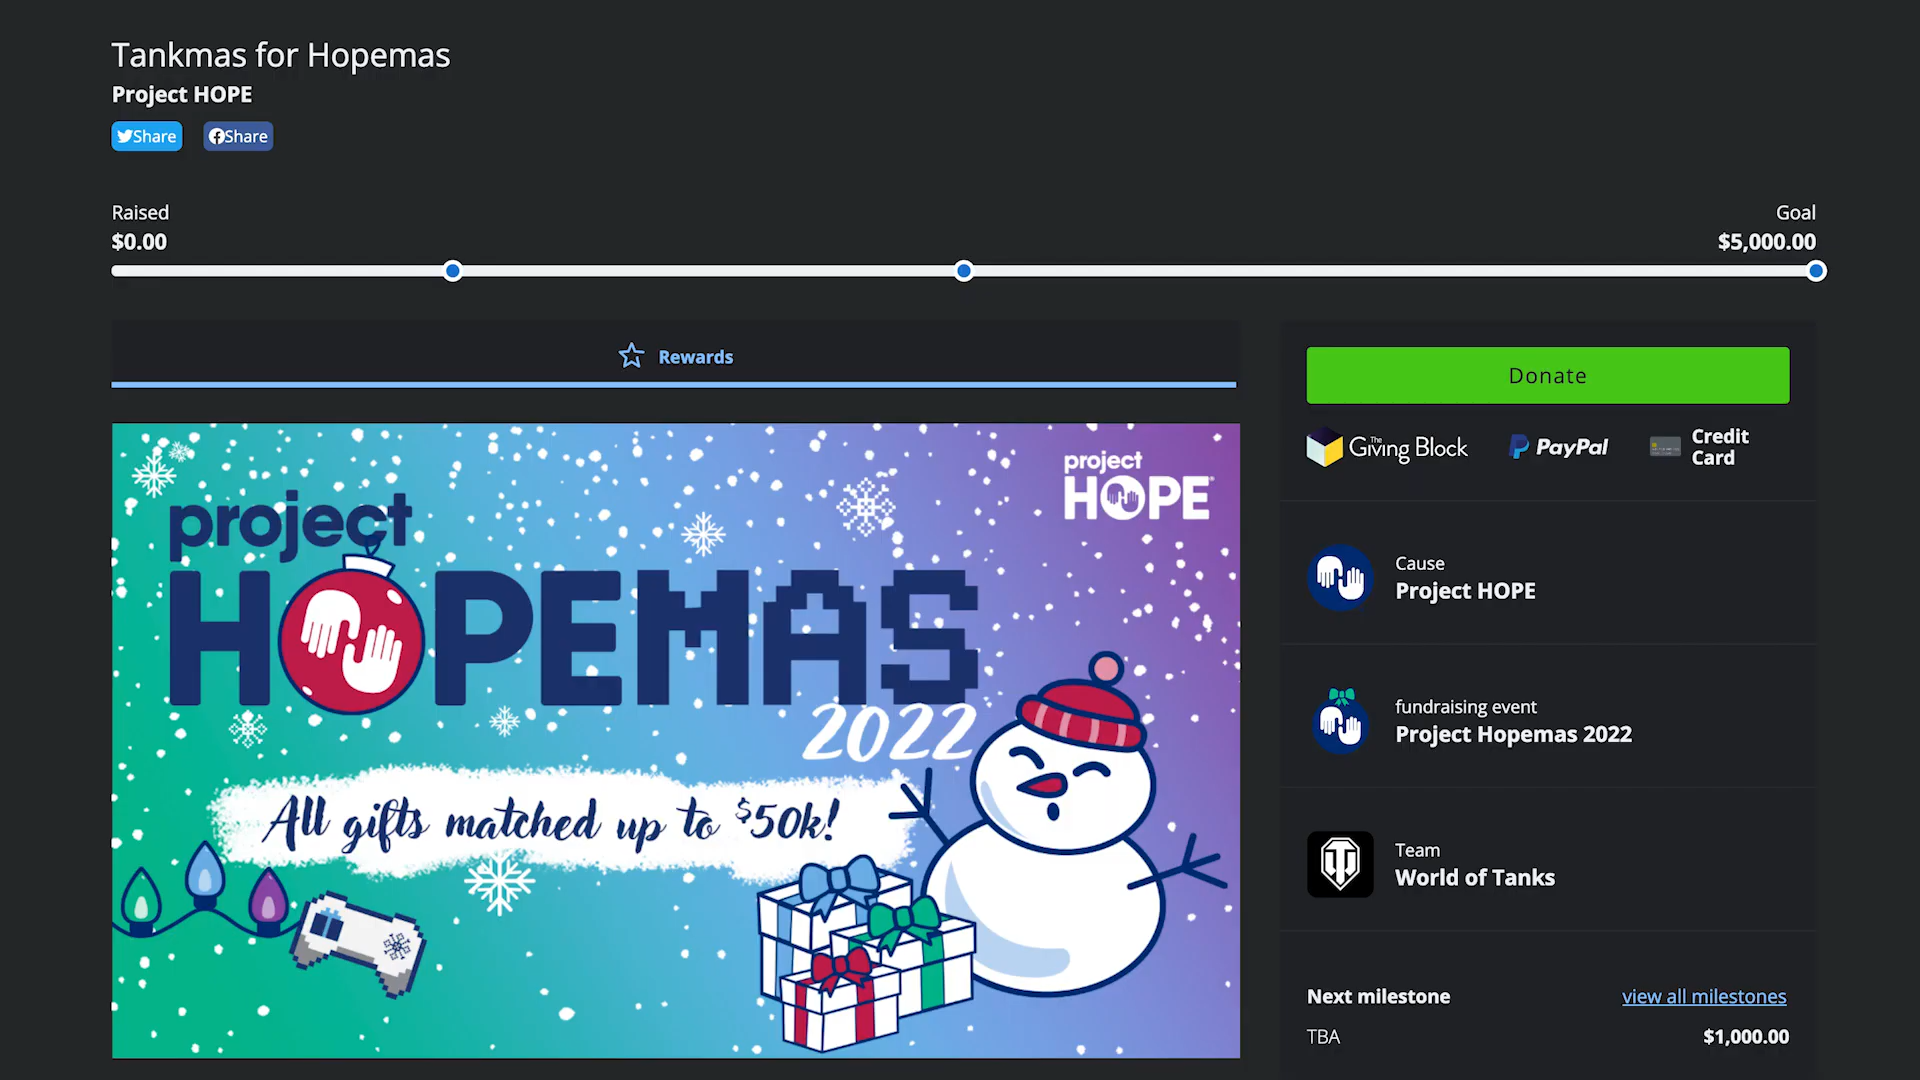 Tankmas for Hopemas
Project HOPE
Share
Share
Raised
$0.00
Goal
$5,000.00
Rewards
project
HOPEMAS
2022
All gifts matched up to $50k!
project
HOPE
Donate
The Giving Block
PayPal
Credit
Card
Cause
Project HOPE
fundraising event
Project Hopemas 2022
Team
World of Tanks
Next milestone
view all milestones
TBA
$1,000.00